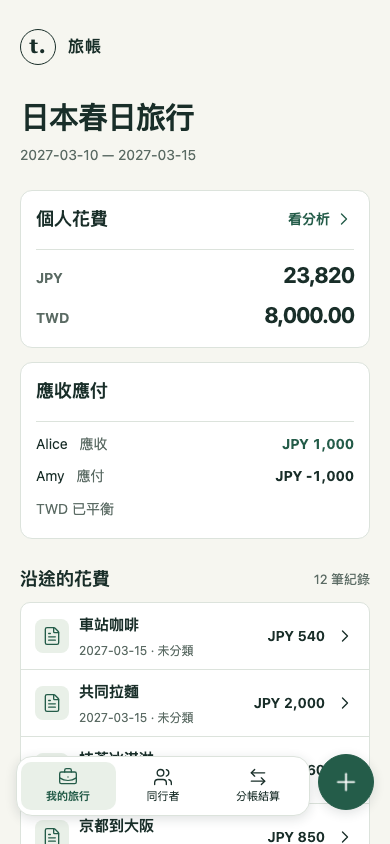 t. 旅帳
日本春日旅行
2027-03-10 — 2027-03-15
個人花費 看分析
JPY 23,820
TWD 8,000.00
應收應付
Alice 應收 JPY 1,000
Amy 應付 JPY -1,000
TWD 已平衡
沿途的花費 12 筆紀錄
車站咖啡
2027-03-15 · 未分類 JPY 540
共同拉麵
2027-03-15 · 未分類 JPY 2,000
我的旅行 同行者 分帳結算
京都到大阪
JPY 850